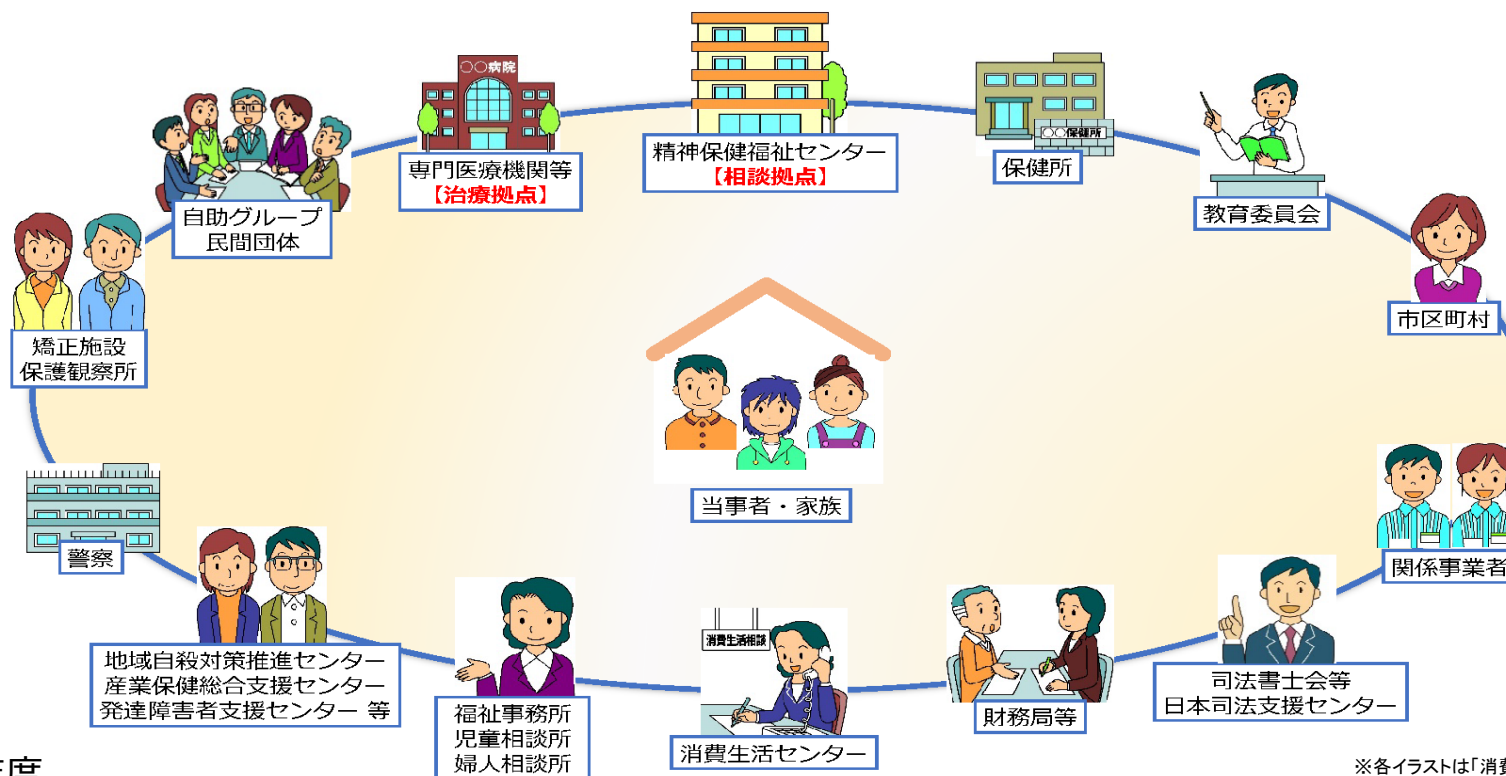 〇〇病院
専門医療機関等
【治療拠点】
精神保健福祉センター
【相談拠点】
〇〇保健所
保健所
教育委員会
市区町村
自助グループ
民間団体
矯正施設
保護観察所
当事者・家族
警察
関係事業者
地域自殺対策推進センター
産業保健総合支援センター
発達障害者支援センター 等
福祉事務所
児童相談所
婦人相談所
消費生活相談
消費生活センター
財務局等
司法書士会等
日本司法支援センター
※各イラストは「消費